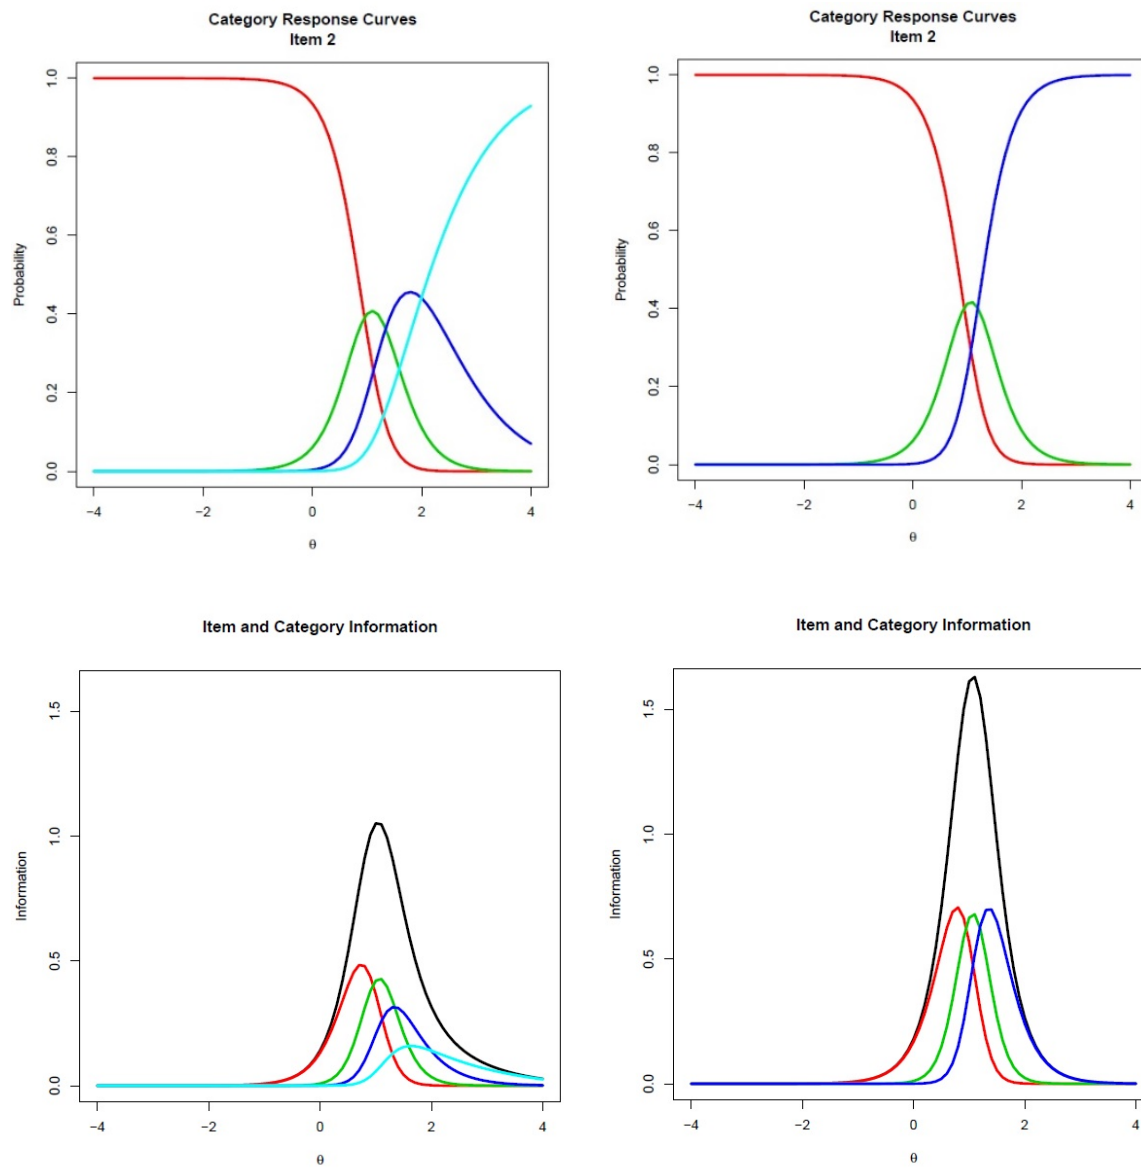 Category Response Curves
Item 2
Probability
1.0
0.8
0.6
0.4
0.2
0.0
−4
−2
0
2
4
θ
Category Response Curves
Item 2
Probability
1.0
0.8
0.6
0.4
0.2
0.0
−4
−2
0
2
4
θ
Item and Category Information
Information
1.5
1.0
0.5
0.0
−4
−2
0
2
4
θ
Item and Category Information
Information
1.5
1.0
0.5
0.0
−4
−2
0
2
4
θ